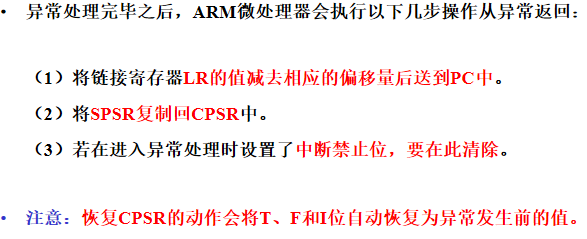 • 异常处理完毕之后，ARM微处理器会执行以下几步操作从异常返回：
（1）将链接寄存器LR的值减去相应的偏移量后送到PC中。
（2）将SPSR复制回CPSR中。
（3）若在进入异常处理时设置了中断禁止位，要在此清除。
• 注意：恢复CPSR的动作会将T、F和I位自动恢复为异常发生前的值。